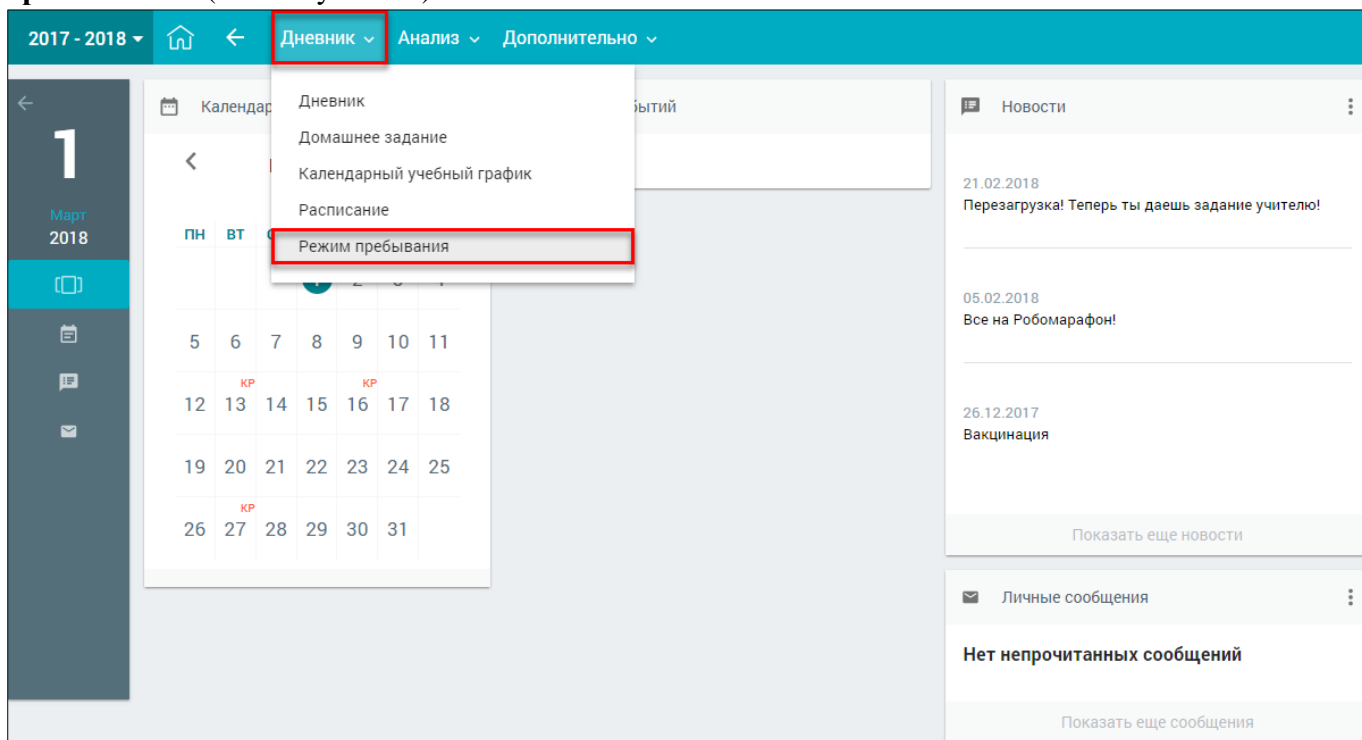 2017 - 2018 Дневник Анализ Дополнительно
1
Март
2018
Дневник
Домашнее задание
Календарный учебный график
Расписание
Режим пребывания
ПН ВТ
1 2 3 4
5 6 7 8 9 10 11
КР КР
12 13 14 15 16 17 18
19 20 21 22 23 24 25
КР
26 27 28 29 30 31
Новости
21.02.2018
Перезагрузка! Теперь ты даешь задание учителю!
05.02.2018
Все на Робомарафон!
26.12.2017
Вакцинация
Показать еще новости
Личные сообщения
Нет непрочитанных сообщений
Показать еще сообщения